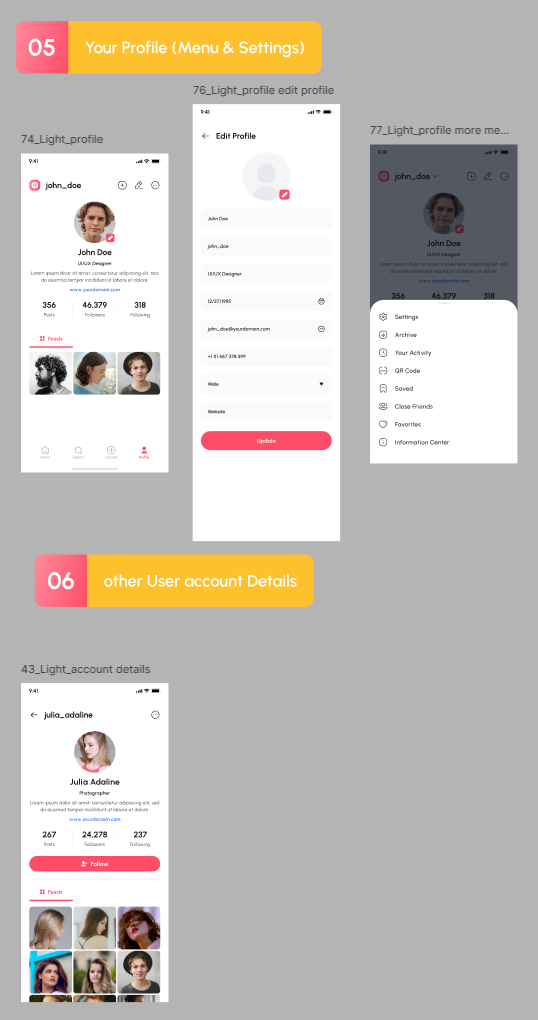 05
Your Profile (Menu & Settings)
74_Light_profile
9:41
john_doe
John Doe
UI/UX Designer
Lorem ipsum dolor sit amet, consectetur adipiscing elit, sed
do eiusmod tempor incididunt ut labore et dolore
www.yourdomain.com
356
46,379
318
Posts
Followers
Following
Feeds
Home
Search
Upload
Profile
76_Light_profile edit profile
9:41
Edit Profile
John Doe
john_doe
UI/UX Designer
12/27/1995
john_doe@yourdomain.com
+1 111 467 378 399
Male
Website
Update
77_Light_profile more me...
9:41
john_doe
John Doe
UI/UX Designer
Lorem ipsum dolor sit amet, consectetur adipiscing elit, sed
do eiusmod tempor incididunt ut labore et dolore
www.yourdomain.com
356
46,379
318
Settings
Archive
Your Activity
QR Code
Saved
Close Friends
Favorites
Information Center
06
other User account Details
43_Light_account details
9:41
julia_adaline
Julia Adaline
Photographer
Lorem ipsum dolor sit amet, consectetur adipiscing elit, sed
do eiusmod tempor incididunt ut labore et dolore
www.yourdomain.com
267
24,278
237
Posts
Followers
Following
Follow
Feeds